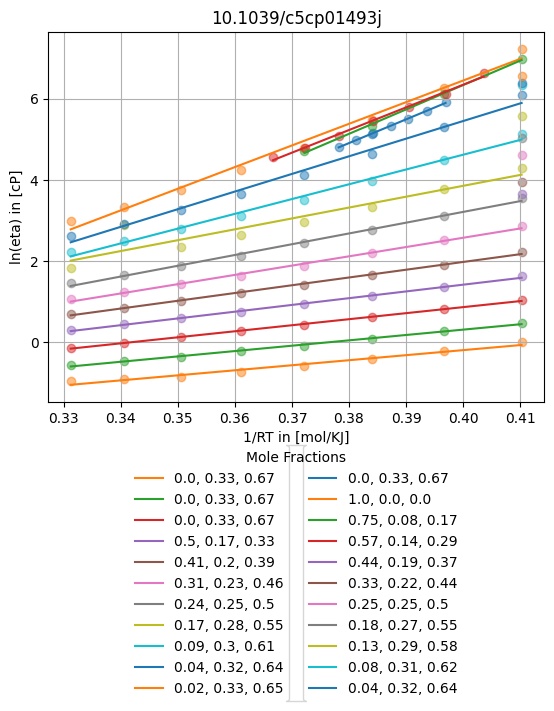 10.1039/c5cp01493j
ln(eta) in [cP]
6
4
2
0
0.33 0.34 0.35 0.36 0.37 0.38 0.39 0.40 0.41
1/RT in [mol/KJ]
Mole Fractions
0.0, 0.33, 0.67 0.0, 0.33, 0.67
0.0, 0.33, 0.67 1.0, 0.0, 0.0
0.0, 0.33, 0.67 0.75, 0.08, 0.17
0.5, 0.17, 0.33 0.57, 0.14, 0.29
0.41, 0.2, 0.39 0.44, 0.19, 0.37
0.31, 0.23, 0.46 0.33, 0.22, 0.44
0.24, 0.25, 0.5 0.25, 0.25, 0.5
0.17, 0.28, 0.55 0.18, 0.27, 0.55
0.09, 0.3, 0.61 0.13, 0.29, 0.58
0.04, 0.32, 0.64 0.08, 0.31, 0.62
0.02, 0.33, 0.65 0.04, 0.32, 0.64